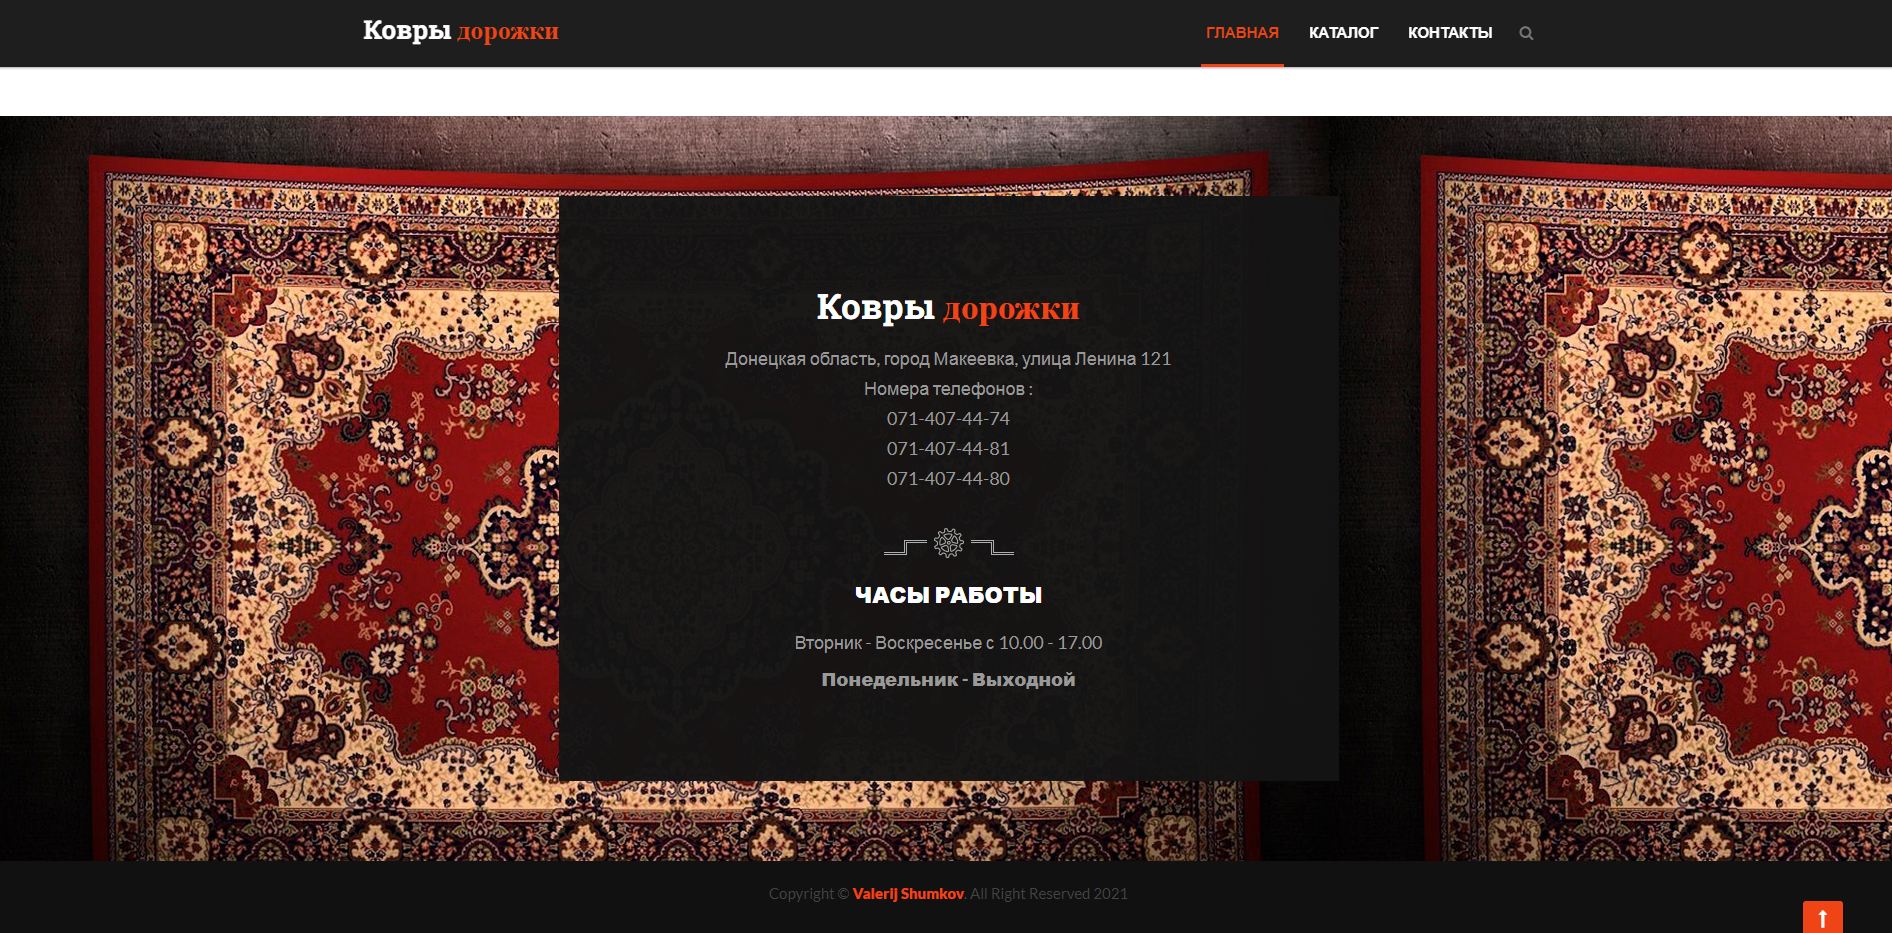 Ковры дорожки
ГЛАВНАЯ КАТАЛОГ КОНТАКТЫ
Ковры дорожки
Донецкая область, город Макеевка, улица Ленина 121
Номера телефонов :
071-407-44-74
071-407-44-81
071-407-44-80
ЧАСЫ РАБОТЫ
Вторник - Воскресенье с 10.00 - 17.00
Понедельник - Выходной
Copyright © Valerij Shumkov. All Right Reserved 2021